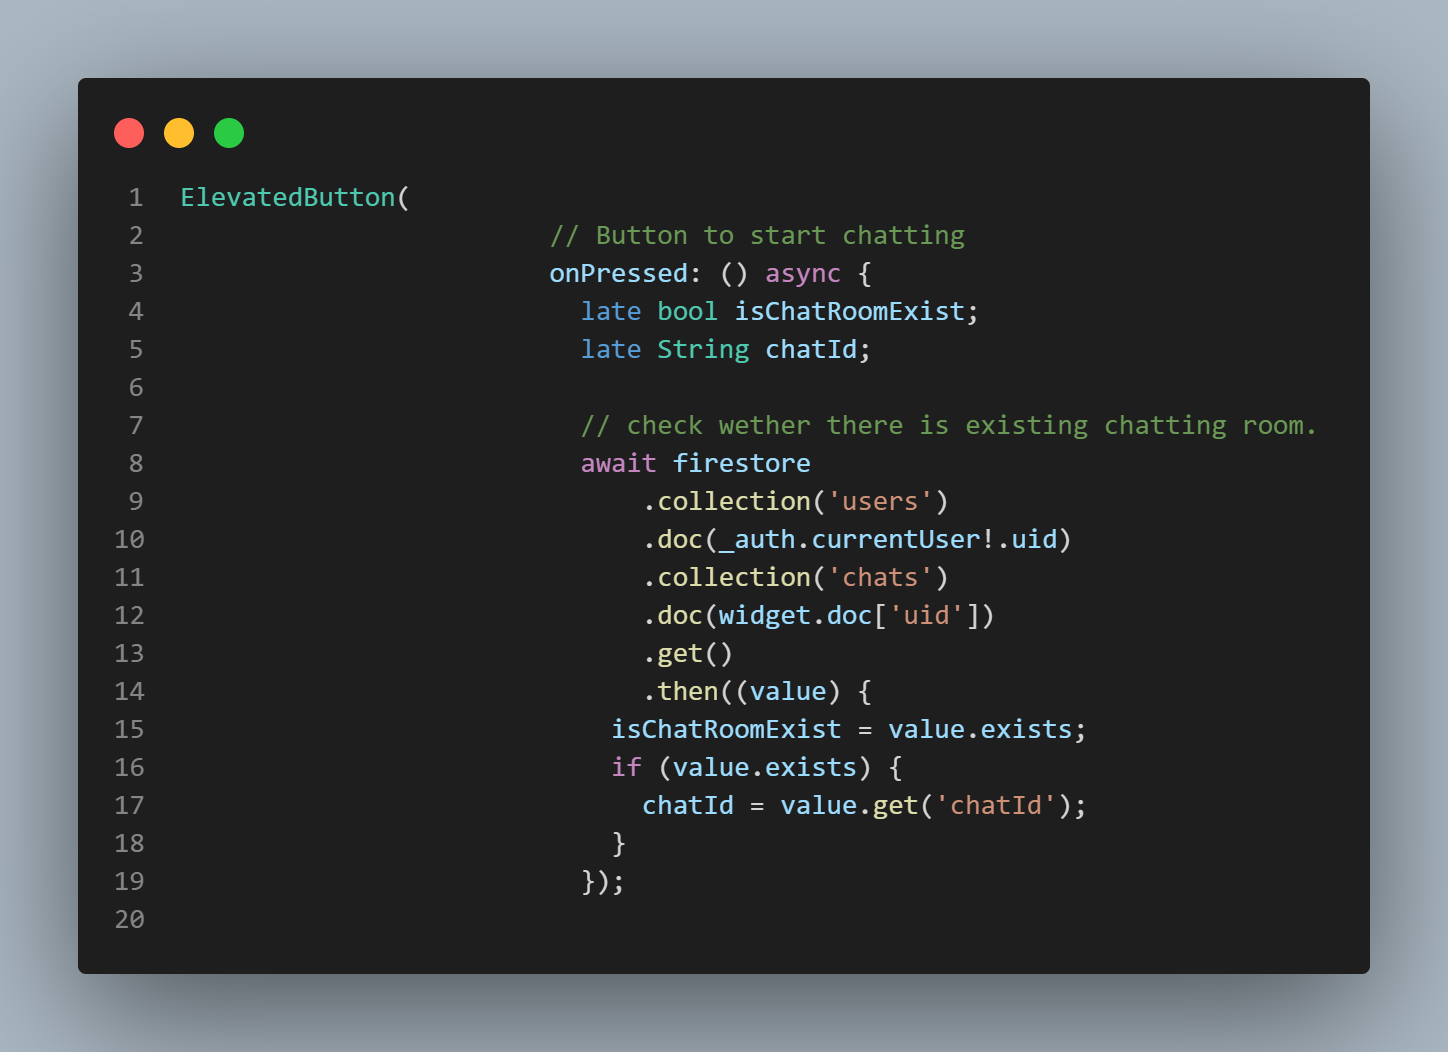 1 ElevatedButton(
2 // Button to start chatting
3 onPressed: () async {
4 late bool isChatRoomExist;
5 late String chatId;
6
7 // check wether there is existing chatting room.
8 await firestore
9 .collection('users')
10 .doc(_auth.currentUser!.uid)
11 .collection('chats')
12 .doc(widget.doc['uid'])
13 .get()
14 .then((value) {
15 isChatRoomExist = value.exists;
16 if (value.exists) {
17 chatId = value.get('chatId');
18 }
19 });
20